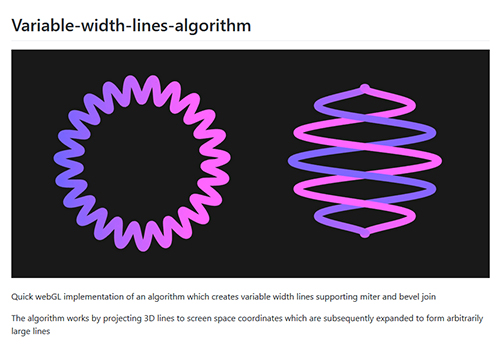 Variable-width-lines-algorithm
Quick webGL implementation of an algorithm which creates variable width lines supporting miter and bevel join
The algorithm works by projecting 3D lines to screen space coordinates which are subsequently expanded to form arbitrarily
large lines